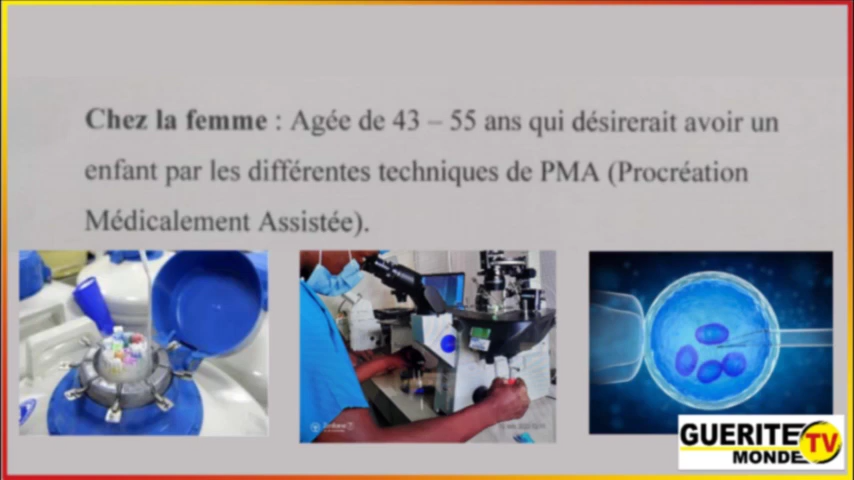 Chez la femme : Agée de 43 – 55 ans qui désirerait avoir un
enfant par les différentes techniques de PMA (Procréation
Médicalement Assistée).
GUERITE TV
MONDE